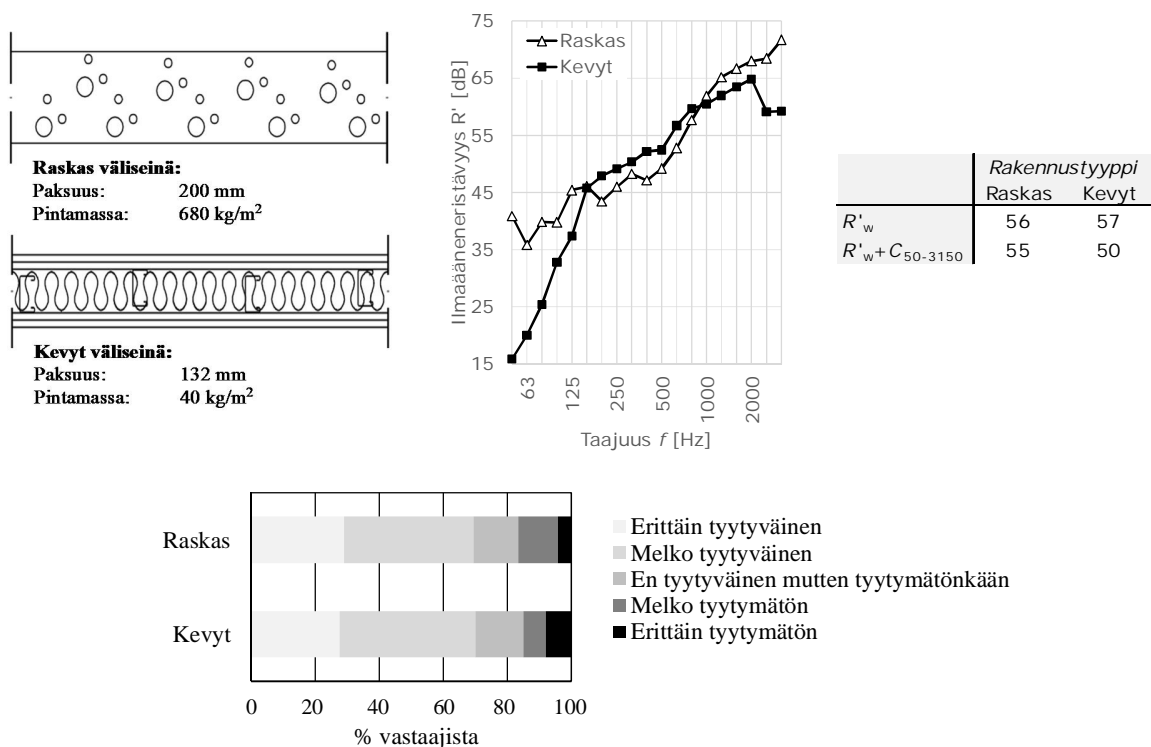 Raskas väliseinä:
Paksuus: 200 mm
Pintamassa: 680 kg/m²
Kevyt väliseinä:
Paksuus: 132 mm
Pintamassa: 40 kg/m²
75
65
55
45
35
25
15
Ilmaääneneristävyys R' [dB]
Raskas
Kevyt
63
125
250
500
1000
2000
Taajuus f [Hz]
Rakennustyyppi
Raskas Kevyt
R'w 56 57
R'w+C50-3150 55 50
Raskas
Kevyt
0 20 40 60 80 100
% vastaajista
Erittäin tyytyväinen
Melko tyytyväinen
En tyytyväinen mutten tyytymätönkään
Melko tyytymätön
Erittäin tyytymätön